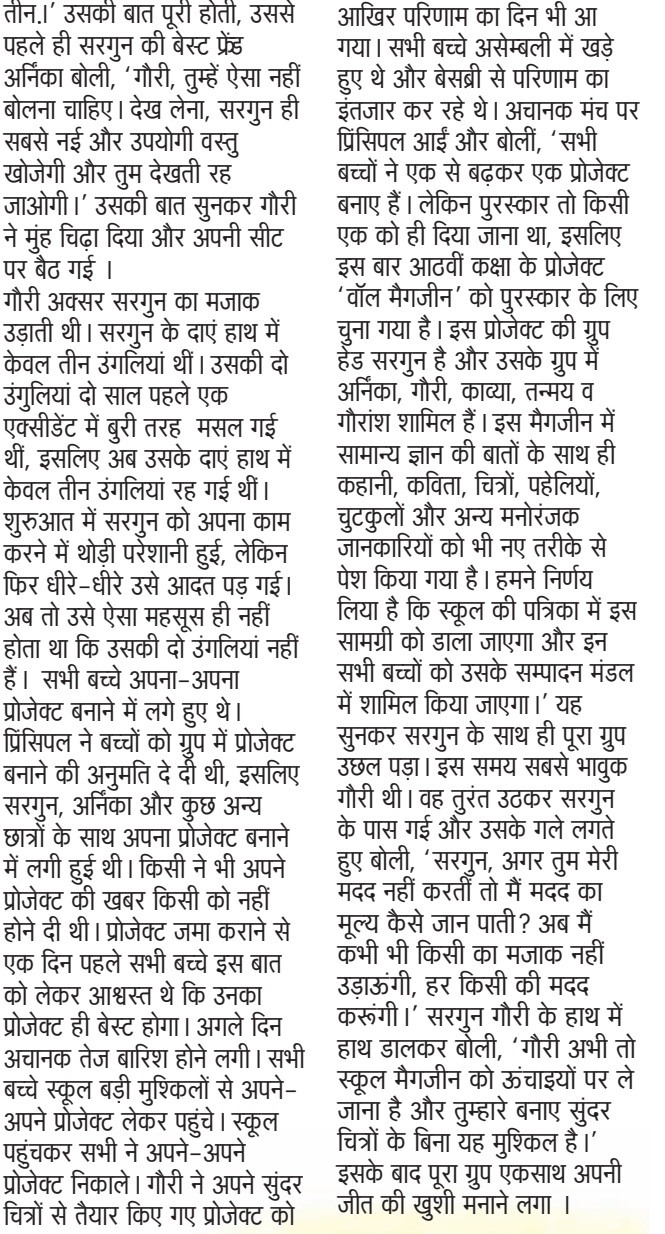 तीन.।’ उसकी बात पूरी होती, उससे
पहले ही सरगुन की बेस्ट फ्रेंड
अर्निका बोली, ‘गौरी, तुम्हें ऐसा नहीं
बोलना चाहिए। देख लेना, सरगुन ही
सबसे नई और उपयोगी वस्तु
खोजेगी और तुम देखती रह
जाओगी।’ उसकी बात सुनकर गौरी
ने मुंह चिढ़ा दिया और अपनी सीट
पर बैठ गई ।
गौरी अक्सर सरगुन का मजाक
उड़ाती थी। सरगुन के दाएं हाथ में
केवल तीन उंगलियां थीं। उसकी दो
उंगुलियां दो साल पहले एक
एक्सीडेंट में बुरी तरह मसल गई
थीं, इसलिए अब उसके दाएं हाथ में
केवल तीन उंगलियां रह गई थीं।
शुरुआत में सरगुन को अपना काम
करने में थोड़ी परेशानी हुई, लेकिन
फिर धीरे-धीरे उसे आदत पड़ गई।
अब तो उसे ऐसा महसूस ही नहीं
होता था कि उसकी दो उंगलियां नहीं
हैं। सभी बच्चे अपना-अपना
प्रोजेक्ट बनाने में लगे हुए थे।
प्रिंसिपल ने बच्चों को ग्रुप में प्रोजेक्ट
बनाने की अनुमति दे दी थी, इसलिए
सरगुन, अर्निका और कुछ अन्य
छात्रों के साथ अपना प्रोजेक्ट बनाने
में लगी हुई थी। किसी ने भी अपने
प्रोजेक्ट की खबर किसी को नहीं
होने दी थी। प्रोजेक्ट जमा कराने से
एक दिन पहले सभी बच्चे इस बात
को लेकर आश्वस्त थे कि उनका
प्रोजेक्ट ही बेस्ट होगा। अगले दिन
अचानक तेज बारिश होने लगी। सभी
बच्चे स्कूल बड़ी मुश्किलों से अपने-
अपने प्रोजेक्ट लेकर पहुंचे। स्कूल
पहुंचकर सभी ने अपने-अपने
प्रोजेक्ट निकाले। गौरी ने अपने सुंदर
चित्रों से तैयार किए गए प्रोजेक्ट को
आखिर परिणाम का दिन भी आ
गया। सभी बच्चे असेम्बली में खड़े
हुए थे और बेसब्री से परिणाम का
इंतजार कर रहे थे। अचानक मंच पर
प्रिंसिपल आईं और बोलीं, ‘सभी
बच्चों ने एक से बढ़कर एक प्रोजेक्ट
बनाए हैं। लेकिन पुरस्कार तो किसी
एक को ही दिया जाना था, इसलिए
इस बार आठवीं कक्षा के प्रोजेक्ट
‘वॉल मैगजीन’ को पुरस्कार के लिए
चुना गया है। इस प्रोजेक्ट की ग्रुप
हेड सरगुन है और उसके ग्रुप में
अर्निका, गौरी, काव्या, तन्मय व
गौरांश शामिल हैं। इस मैगजीन में
सामान्य ज्ञान की बातों के साथ ही
कहानी, कविता, चित्रों, पहेलियों,
चुटकुलों और अन्य मनोरंजक
जानकारियों को भी नए तरीके से
पेश किया गया है। हमने निर्णय
लिया है कि स्कूल की पत्रिका में इस
सामग्री को डाला जाएगा और इन
सभी बच्चों को उसके सम्पादन मंडल
में शामिल किया जाएगा।’ यह
सुनकर सरगुन के साथ ही पूरा ग्रुप
उछल पड़ा। इस समय सबसे भावुक
गौरी थी। वह तुरंत उठकर सरगुन
के पास गई और उसके गले लगते
हुए बोली, ‘सरगुन, अगर तुम मेरी
मदद नहीं करतीं तो मैं मदद का
मूल्य कैसे जान पाती? अब मैं
कभी भी किसी का मजाक नहीं
उड़ाऊंगी, हर किसी की मदद
करूंगी।’ सरगुन गौरी के हाथ में
हाथ डालकर बोली, ‘गौरी अभी तो
स्कूल मैगजीन को ऊंचाइयों पर ले
जाना है और तुम्हारे बनाए सुंदर
चित्रों के बिना यह मुश्किल है।’
इसके बाद पूरा ग्रुप एकसाथ अपनी
जीत की खुशी मनाने लगा ।